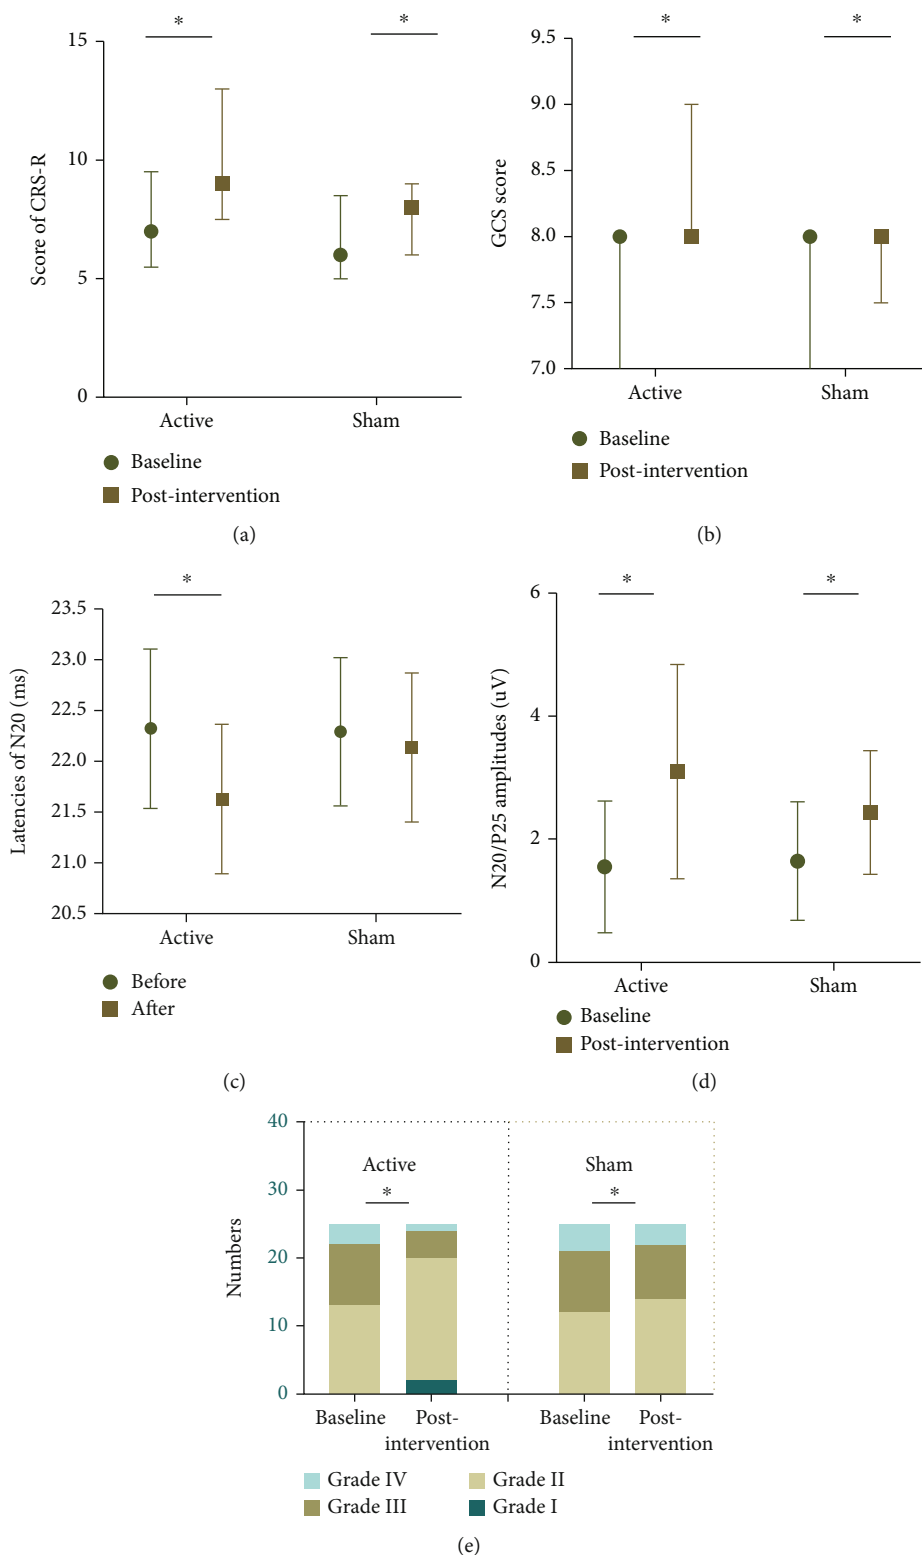 *
*
15
10
5
0
Score of CRS-R
Active
Sham
Baseline
Post-intervention
(a)
*
*
9.5
9.0
8.5
8.0
7.5
7.0
GCS score
Active
Sham
Baseline
Post-intervention
(b)
*
23.5
23.0
22.5
22.0
21.5
21.0
20.5
Latencies of N20 (ms)
Active
Sham
Before
After
(c)
*
*
6
4
2
0
N20/P25 amplitudes (uV)
Active
Sham
Baseline
Post-intervention
(d)
40
30
20
10
0
Numbers
Active
Sham
*
*
Baseline
Post-
intervention
Baseline
Post-
intervention
Grade IV
Grade II
Grade III
Grade I
(e)